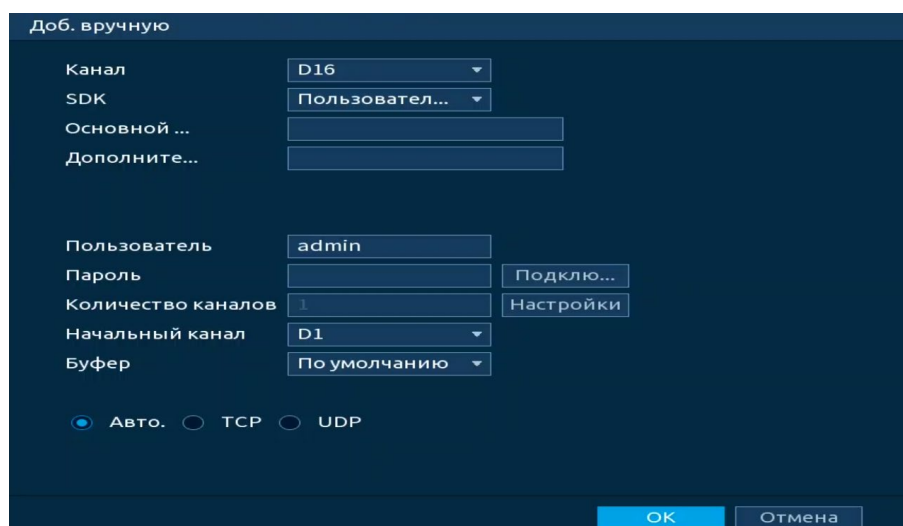 Доб. вручную
Канал D16
SDK Пользовател...
Основной ...
Дополните...
Пользователь admin
Пароль Подклю...
Количество каналов 1 Настройки
Начальный канал D1
Буфер По умолчанию
Авто. TCP UDP
OK Отмена